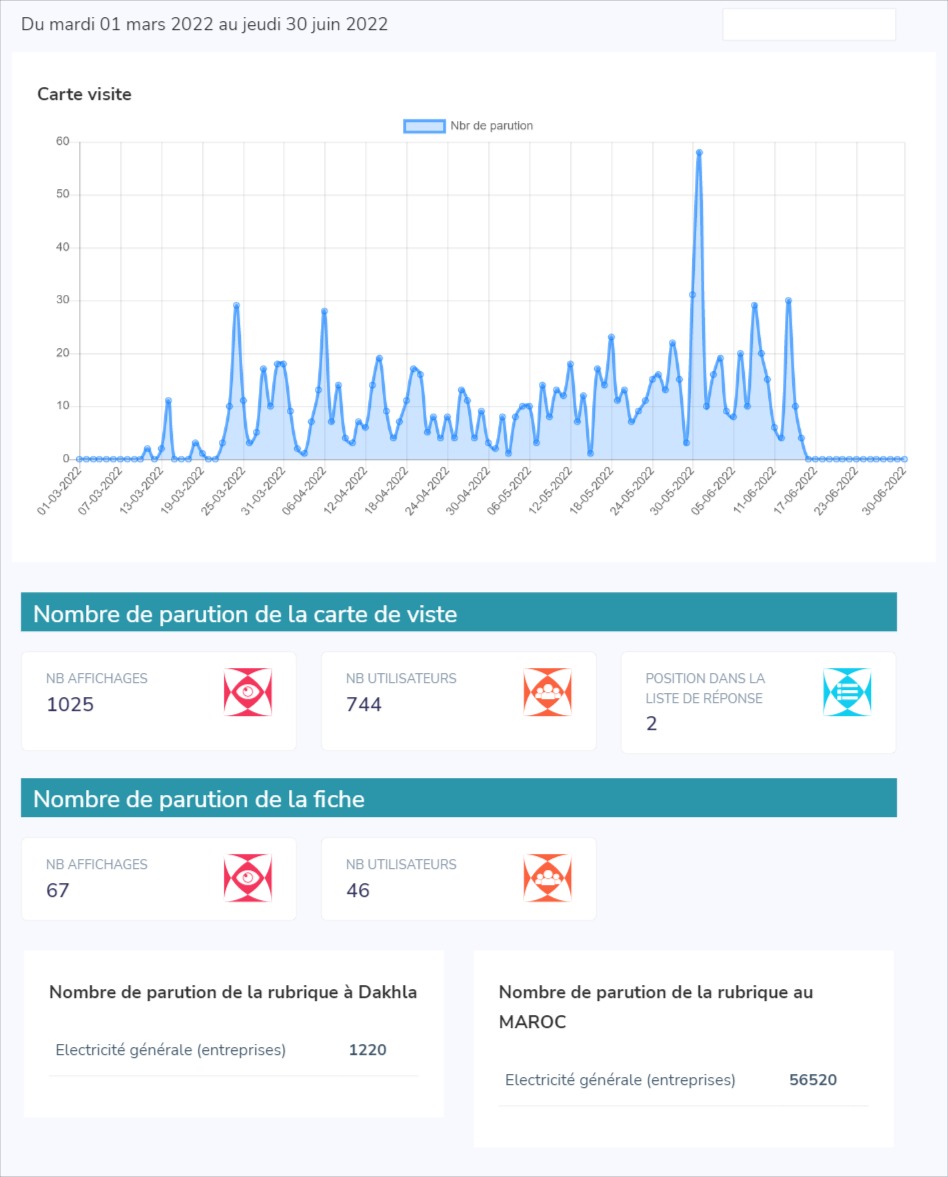 Du mardi 01 mars 2022 au jeudi 30 juin 2022
Carte visite
Nbr de parution
60
50
40
30
20
10
0
01-03-2022
07-03-2022
13-03-2022
19-03-2022
25-03-2022
31-03-2022
06-04-2022
12-04-2022
18-04-2022
24-04-2022
30-04-2022
06-05-2022
12-05-2022
18-05-2022
24-05-2022
30-05-2022
05-06-2022
11-06-2022
17-06-2022
23-06-2022
30-06-2022
Nombre de parution de la carte de viste
NB AFFICHAGES
1025
NB UTILISATEURS
744
POSITION DANS LA
LISTE DE RÉPONSE
2
Nombre de parution de la fiche
NB AFFICHAGES
67
NB UTILISATEURS
46
Nombre de parution de la rubrique à Dakhla
Electricité générale (entreprises) 1220
Nombre de parution de la rubrique au
MAROC
Electricité générale (entreprises) 56520